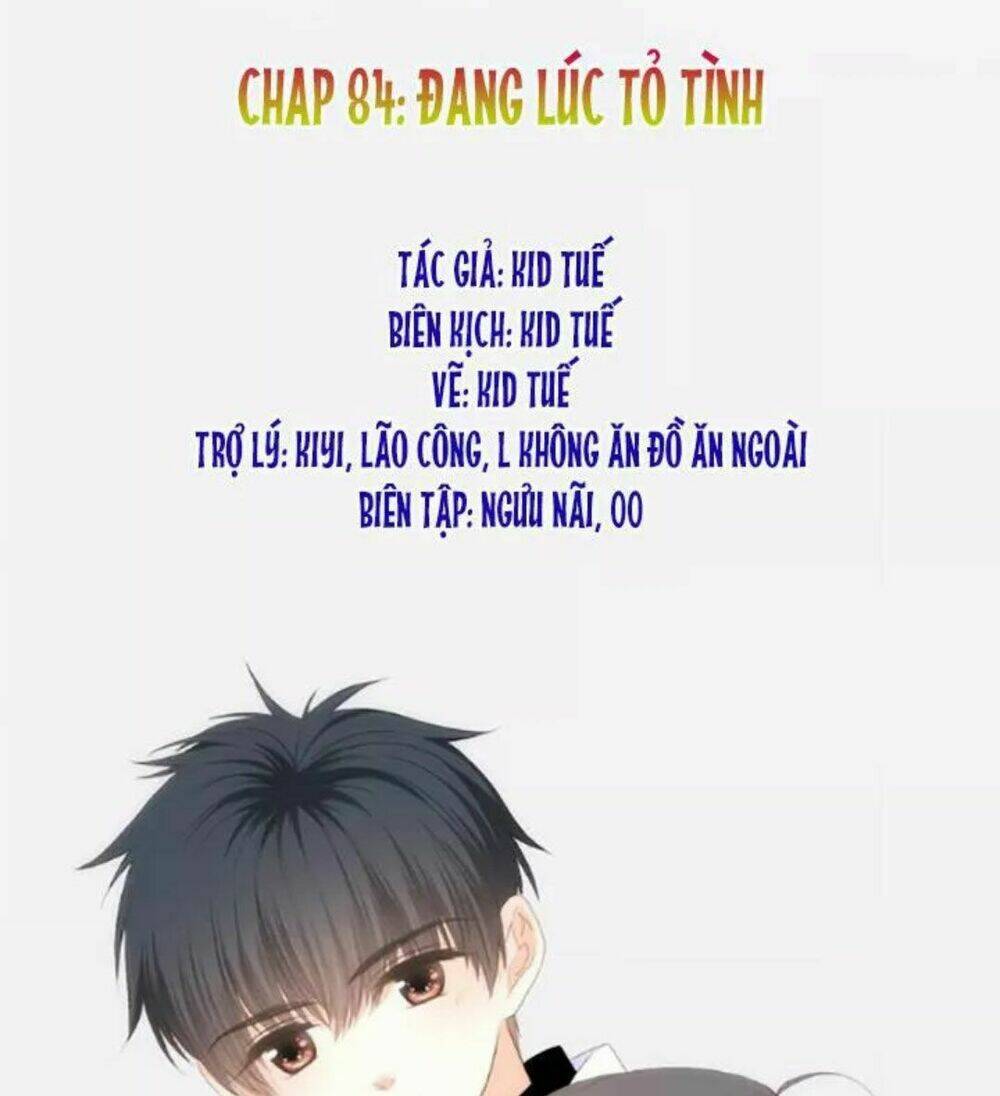 CHAP 84: ĐANG LÚC TỎ TÌNH
TÁC GIẢ: KID TUẾ
BIÊN KỊCH: KID TUẾ
VẼ: KID TUẾ
TRỢ LÝ: KIYI, LÃO CÔNG, L KHÔNG ĂN ĐỒ ĂN NGOÀI
BIÊN TẬP: NGƯU NÃI, OO